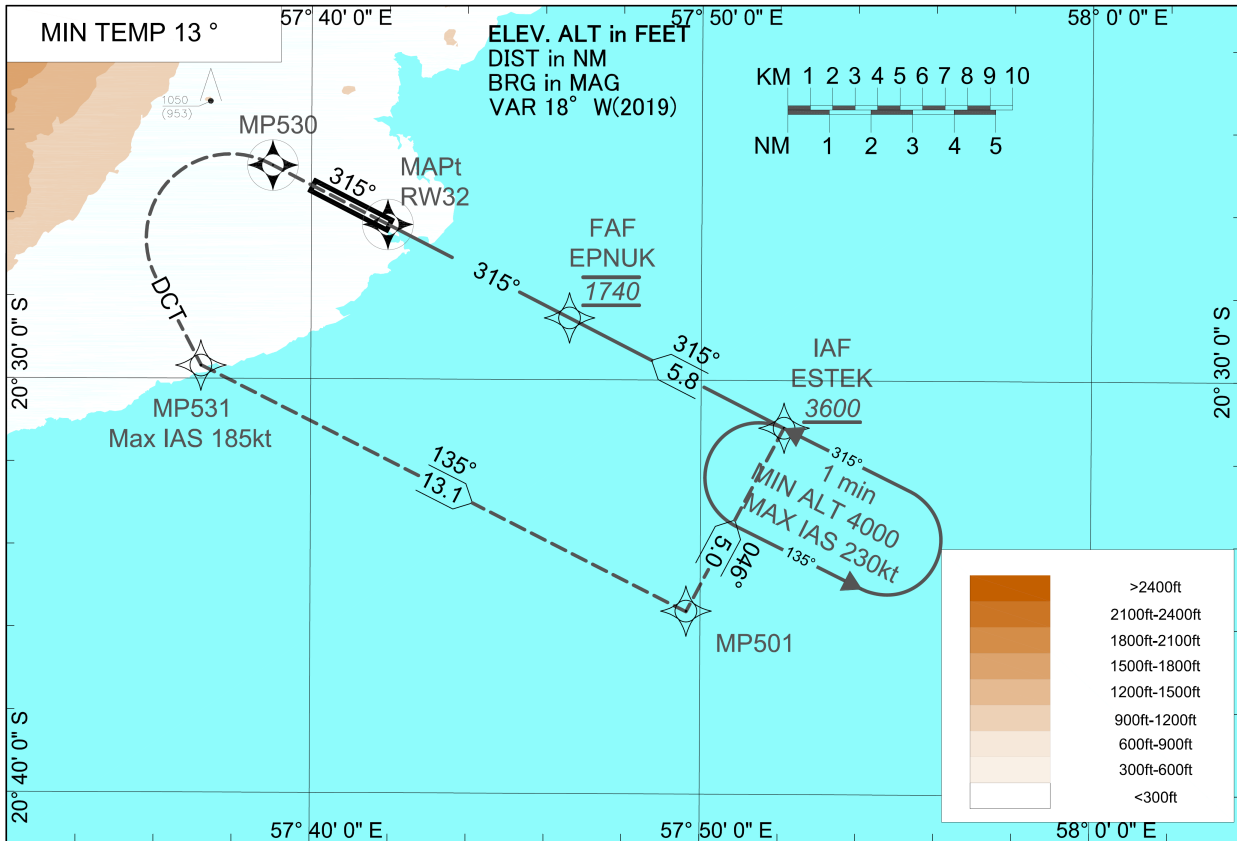 57° 40' 0" E
57° 50' 0" E
58° 0' 0" E
MIN TEMP 13 °
ELEV. ALT in FEET
DIST in NM
BRG in MAG
VAR 18° W(2019)
KM 1 2 3 4 5 6 7 8 9 10
NM 1 2 3 4 5
1050
(953)
MP530
315°
MAPt
RW32
FAF
EPNUK
1740
315°
DCT
315°
5.8
IAF
ESTEK
3600
20° 30' 0" S
20° 30' 0" S
MP531
Max IAS 185kt
135°
13.1
315°
1 min
MIN ALT 4000
MAX IAS 230kt
135°
046°
5.0
MP501
>2400ft
2100ft-2400ft
1800ft-2100ft
1500ft-1800ft
1200ft-1500ft
900ft-1200ft
600ft-900ft
300ft-600ft
<300ft
20° 40' 0" S
57° 40' 0" E
57° 50' 0" E
58° 0' 0" E